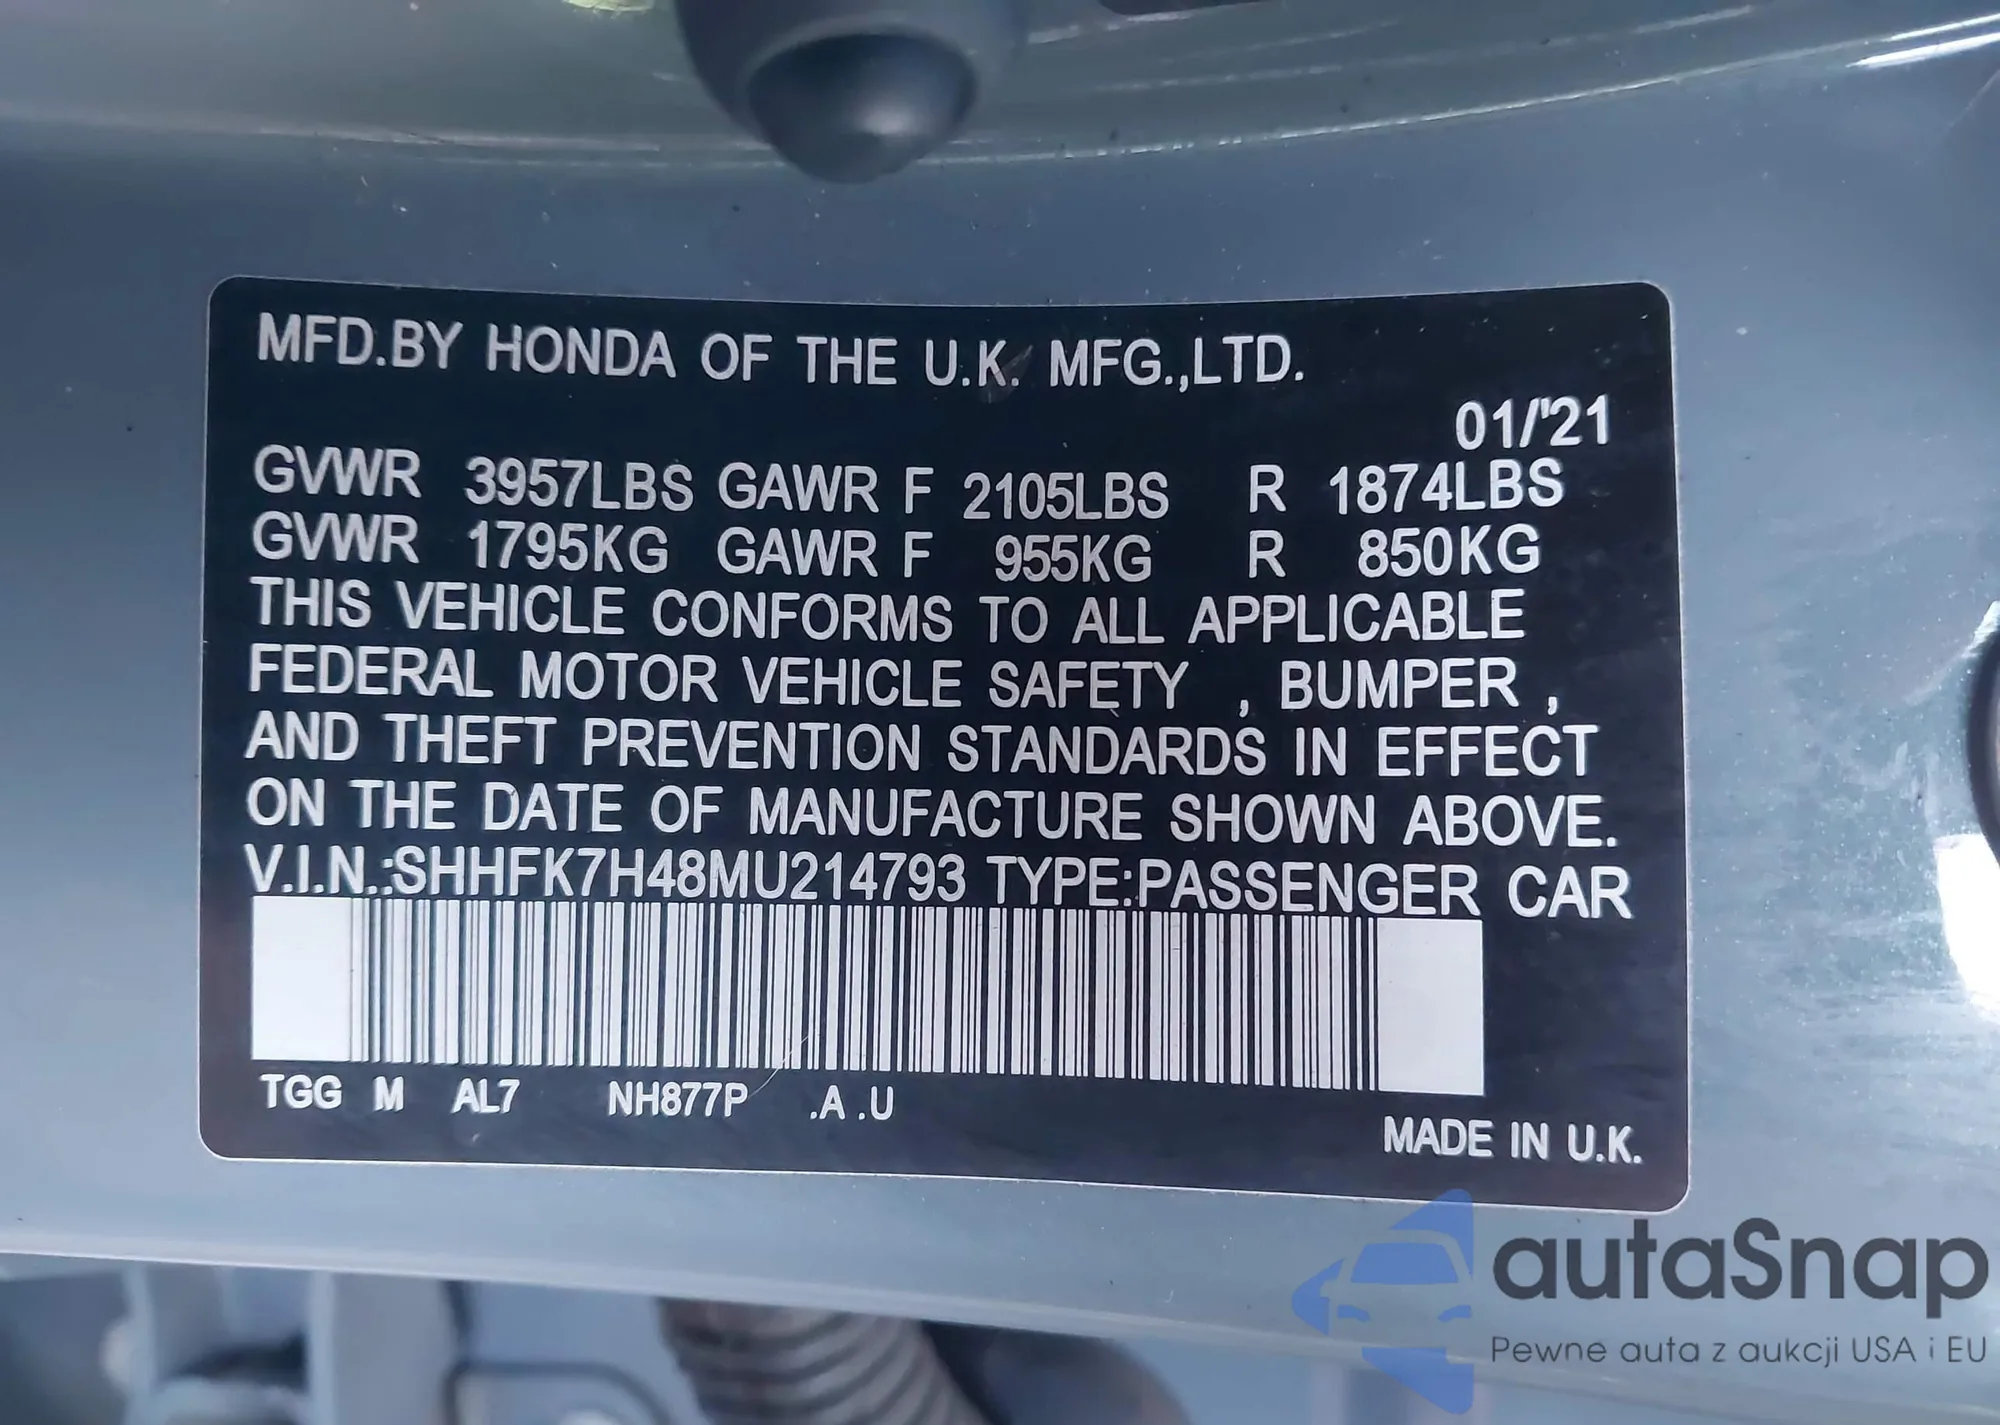 MFD.BY HONDA OF THE U.K. MFG.,LTD.
01/'21
GVWR 3957LBS GAWR F 2105LBS R 1874LBS
GVWR 1795KG GAWR F 955KG R 850KG
THIS VEHICLE CONFORMS TO ALL APPLICABLE
FEDERAL MOTOR VEHICLE SAFETY , BUMPER ,
AND THEFT PREVENTION STANDARDS IN EFFECT
ON THE DATE OF MANUFACTURE SHOWN ABOVE.
V.I.N.:SHHFK7H48MU214793 TYPE:PASSENGER CAR
TGG M AL7 NH877P .A .U
MADE IN U.K.
autaSnap
Pewne auta z aukcji USA i EU